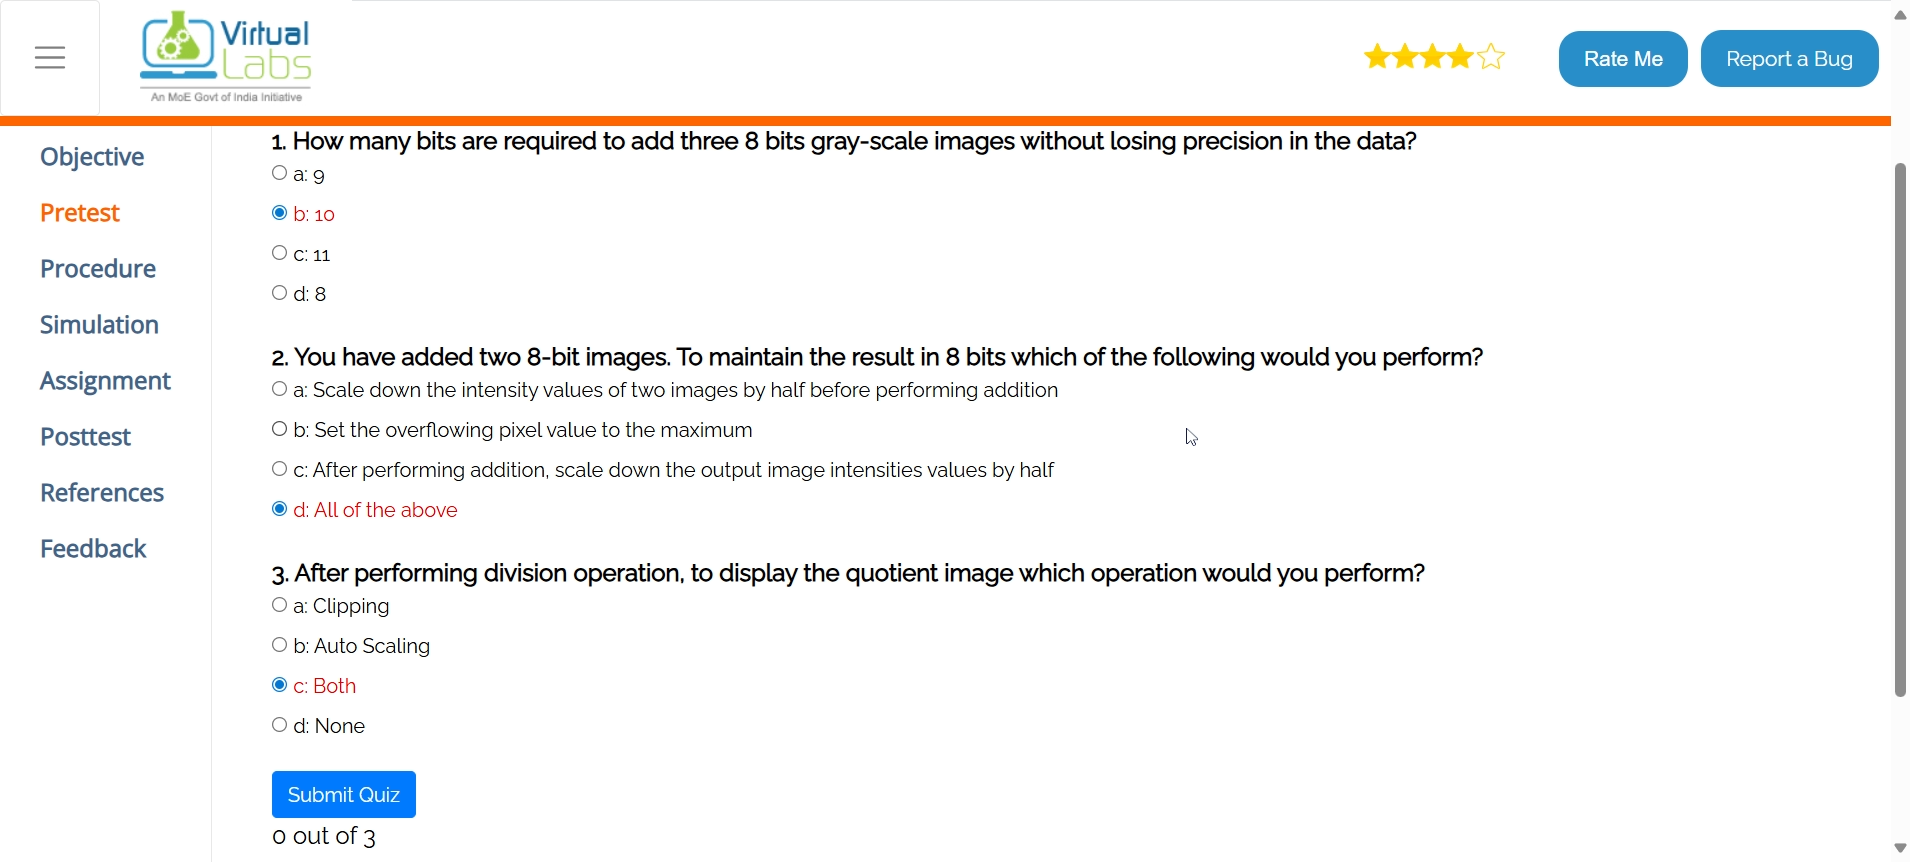 Virtual
Labs
An MoE Govt of India Initiative
Rate Me
Report a Bug
Objective
Pretest
Procedure
Simulation
Assignment
Posttest
References
Feedback
1. How many bits are required to add three 8 bits gray-scale images without losing precision in the data?
a: 9
b: 10
c: 11
d: 8
2. You have added two 8-bit images. To maintain the result in 8 bits which of the following would you perform?
a: Scale down the intensity values of two images by half before performing addition
b: Set the overflowing pixel value to the maximum
c: After performing addition, scale down the output image intensities values by half
d: All of the above
3. After performing division operation, to display the quotient image which operation would you perform?
a: Clipping
b: Auto Scaling
c: Both
d: None
Submit Quiz
0 out of 3